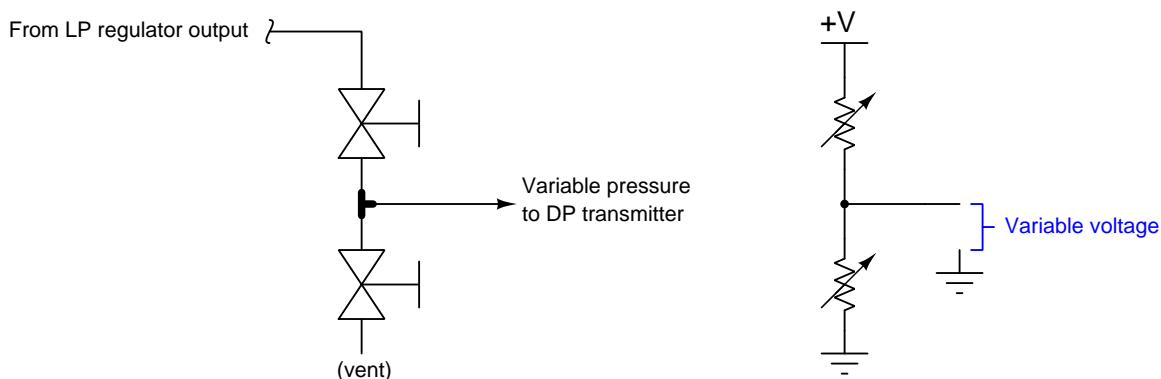 From LP regulator output
+V
Variable pressure
to DP transmitter
Variable voltage
(vent)